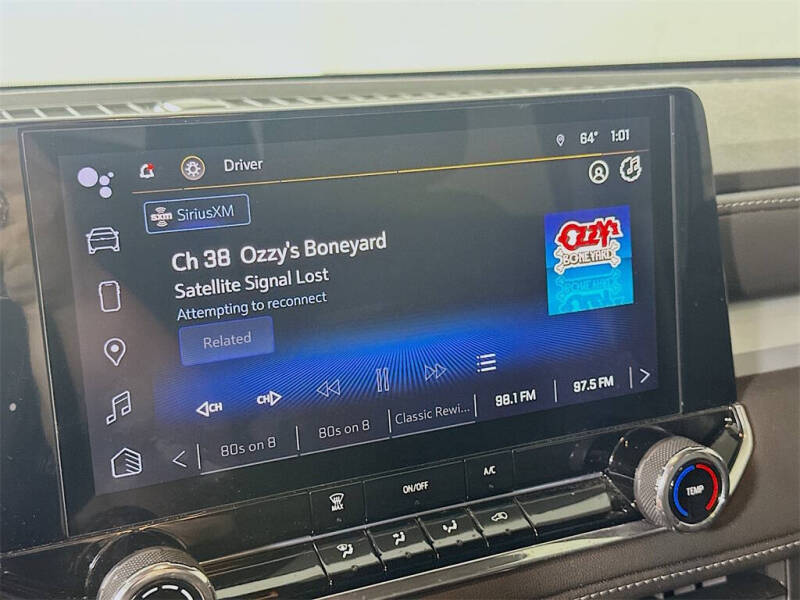 64° 1:01
Driver
sxm SiriusXM
Ch 38 Ozzy's Boneyard
Satellite Signal Lost
Attempting to reconnect
Related
OZZY'S
BONEYARD
CH CH
80s on 8 80s on 8 Classic Rewi... 98.1 FM 97.5 FM
MAX ON/OFF A/C
TEMP